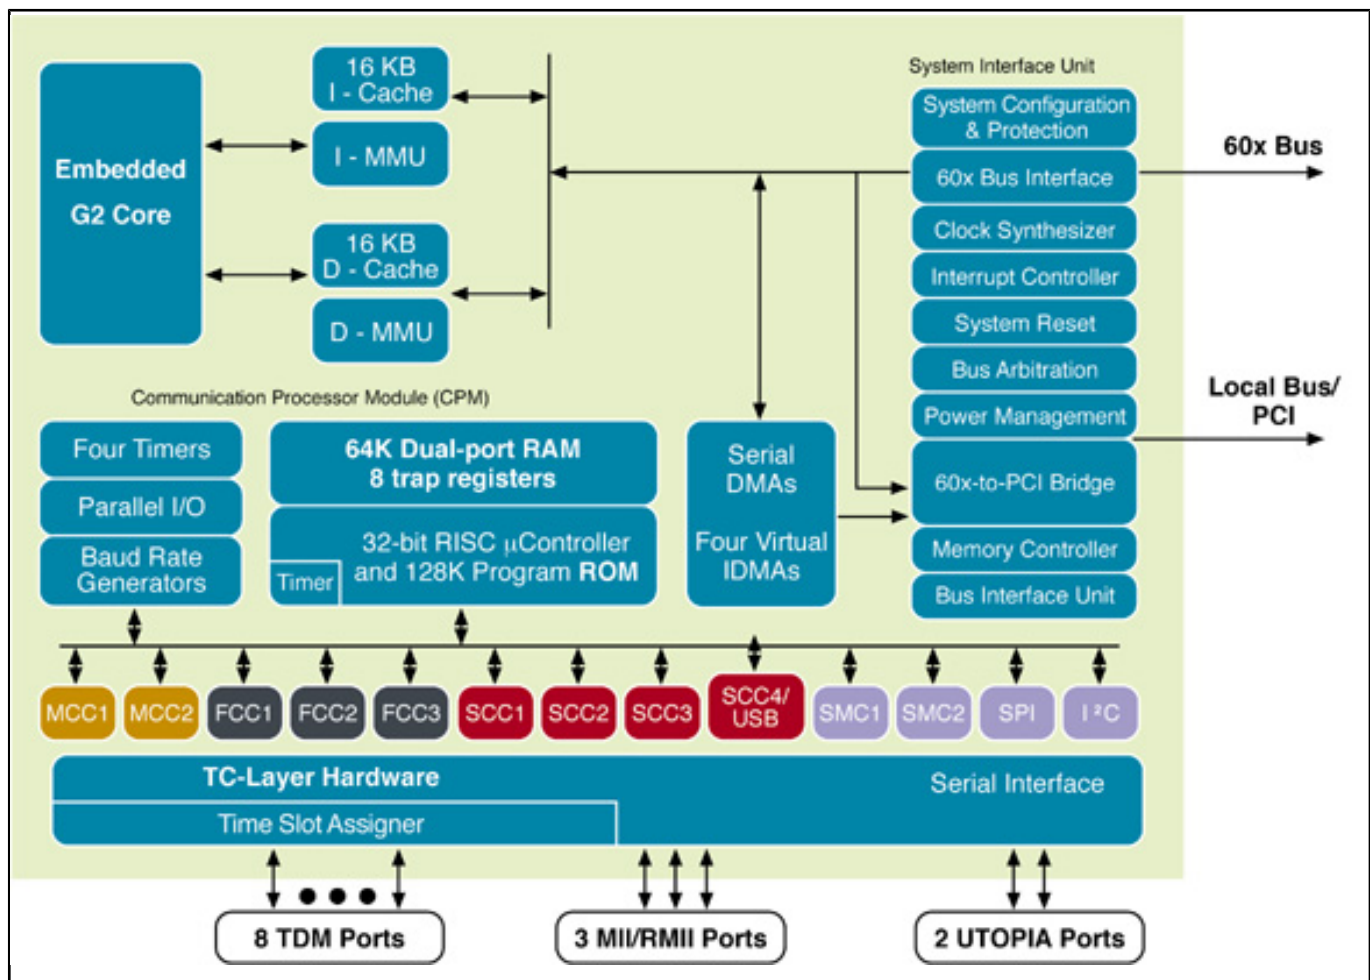 Embedded
G2 Core
16 KB
I - Cache
I - MMU
16 KB
D - Cache
D - MMU
System Interface Unit
System Configuration
& Protection
60x Bus Interface
Clock Synthesizer
Interrupt Controller
System Reset
Bus Arbitration
Power Management
60x-to-PCI Bridge
Memory Controller
Bus Interface Unit
60x Bus
Local Bus/
PCI
Communication Processor Module (CPM)
Four Timers
Parallel I/O
Baud Rate
Generators
64K Dual-port RAM
8 trap registers
32-bit RISC µController
and 128K Program ROM
Timer
Serial
DMAs
Four Virtual
IDMAs
MCC1
MCC2
FCC1
FCC2
FCC3
SCC1
SCC2
SCC3
SCC4/
USB
SMC1
SMC2
SPI
I²C
TC-Layer Hardware
Serial Interface
Time Slot Assigner
8 TDM Ports
3 MII/RMII Ports
2 UTOPIA Ports